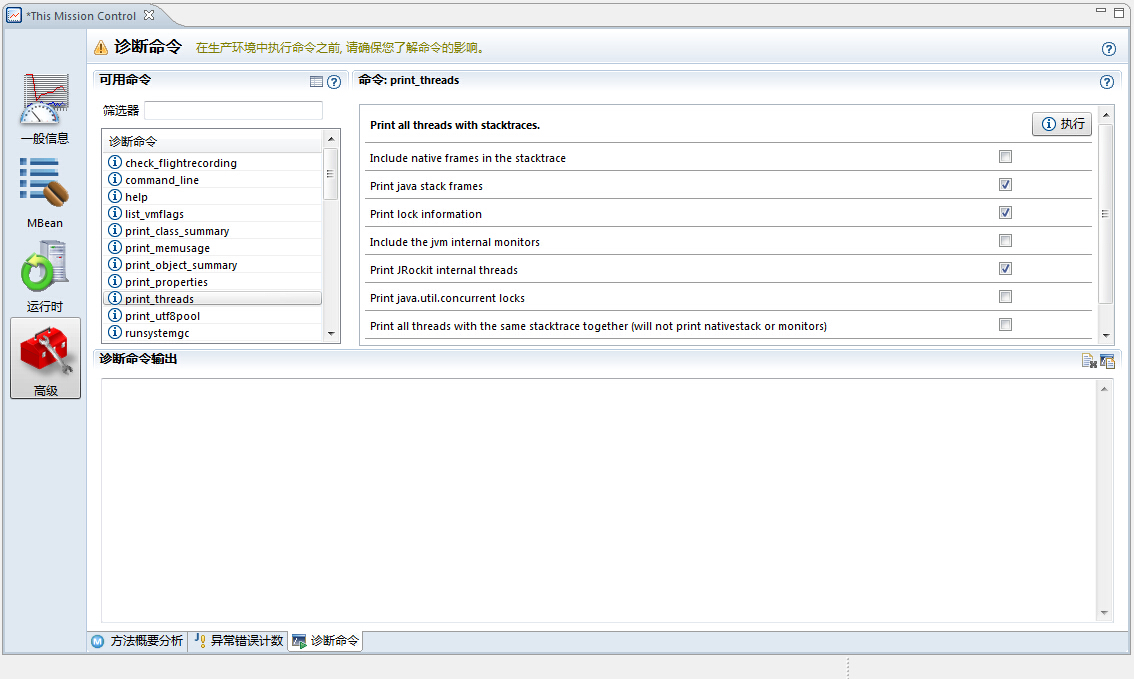 *This Mission Control
诊断命令 在生产环境中执行命令之前, 请确保您了解命令的影响。
一般信息
MBean
运行时
高级
可用命令
筛选器
诊断命令
check_flightrecording
command_line
help
list_vmflags
print_class_summary
print_memusage
print_object_summary
print_properties
print_threads
print_utf8pool
runsystemgc
命令: print_threads
Print all threads with stacktraces.
执行
Include native frames in the stacktrace
Print java stack frames
Print lock information
Include the jvm internal monitors
Print JRockit internal threads
Print java.util.concurrent locks
Print all threads with the same stacktrace together (will not print nativestack or monitors)
诊断命令输出
方法概要分析 异常错误计数 诊断命令